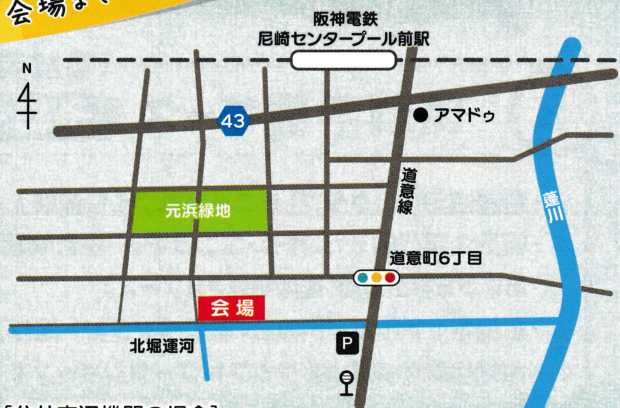 会場ま
阪神電鉄
尼崎センタープール前駅
N
43
アマドゥ
道意線
元浜緑地
蓬川
道意町6丁目
会場
北堀運河
P